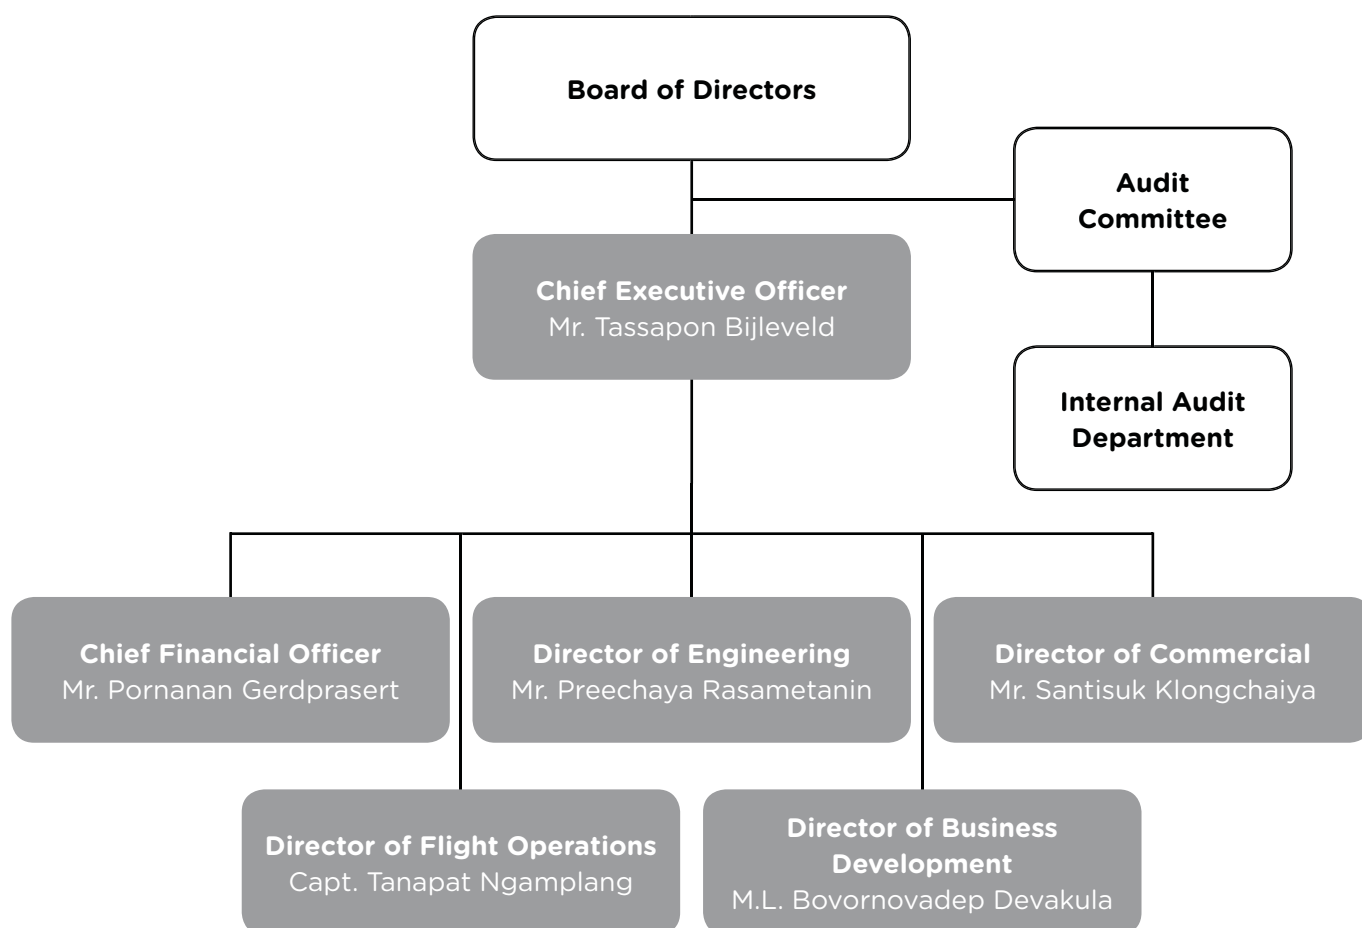 Board of Directors
Audit
Committee
Chief Executive Officer
Mr. Tassapon Bijleveld
Internal Audit
Department
Chief Financial Officer
Mr. Pornanan Gerdprasert
Director of Engineering
Mr. Preechaya Rasametanin
Director of Commercial
Mr. Santisuk Klongchaiya
Director of Flight Operations
Capt. Tanapat Ngamplang
Director of Business
Development
M.L. Bovornovadep Devakula